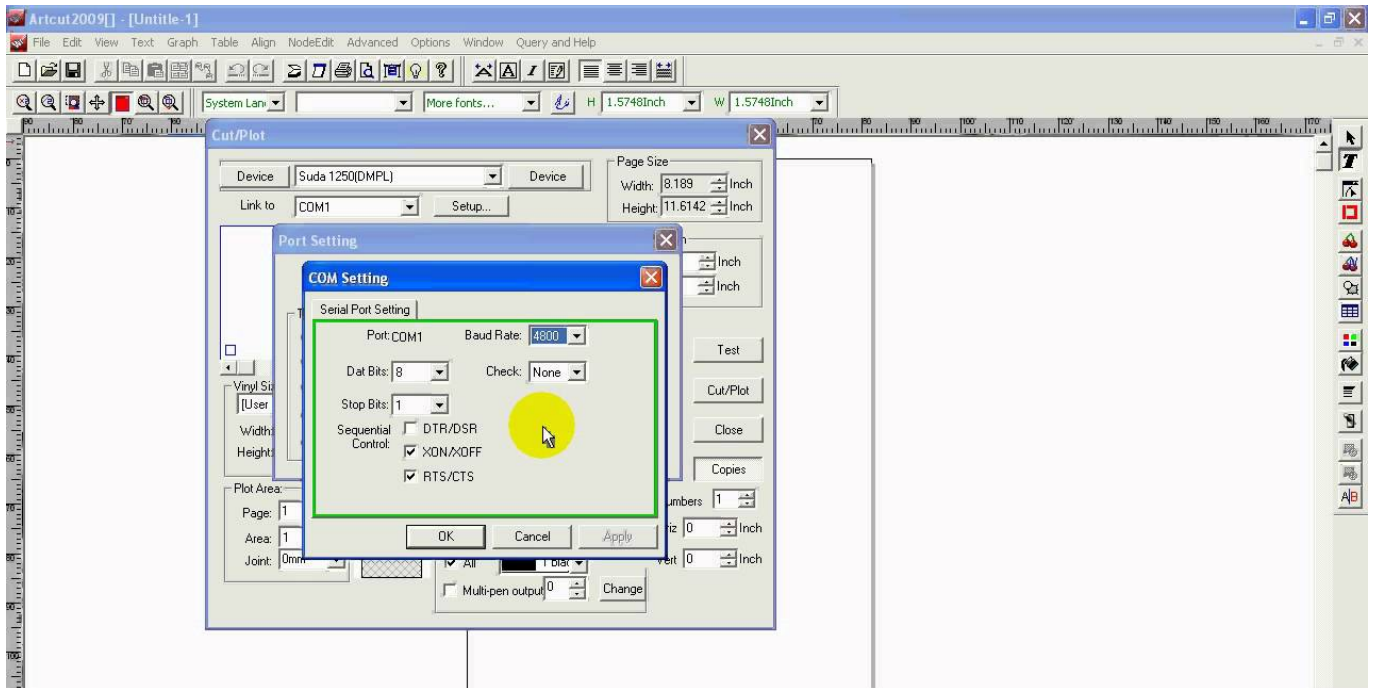 Artcut2009[] - [Untitle-1]
File Edit View Text Graph Table Align NodeEdit Advanced Options Window Query and Help
System Lan More fonts... H 1.5748Inch W 1.5748Inch
Cut/Plot
Device Suda 1250(DMPL) Device
Link to COM1 Setup...
Page Size
Width: 8.189 Inch
Height: 11.6142 Inch
Port Setting
Inch
Inch
COM Setting
Serial Port Setting
Port: COM1 Baud Rate: 4800
Dat Bits: 8 Check: None
Stop Bits: 1
Sequential Control:
DTR/DSR
XON/XOFF
RTS/CTS
OK Cancel Apply
Test
Cut/Plot
Close
Copies
Vinyl Si
[User
Width:
Height:
Plot Area:
Page: 1
Area: 1
Joint: 0mm
umbers 1
riz 0 Inch
Vert 0 Inch
All 1 blac
Multi-pen output 0 Change